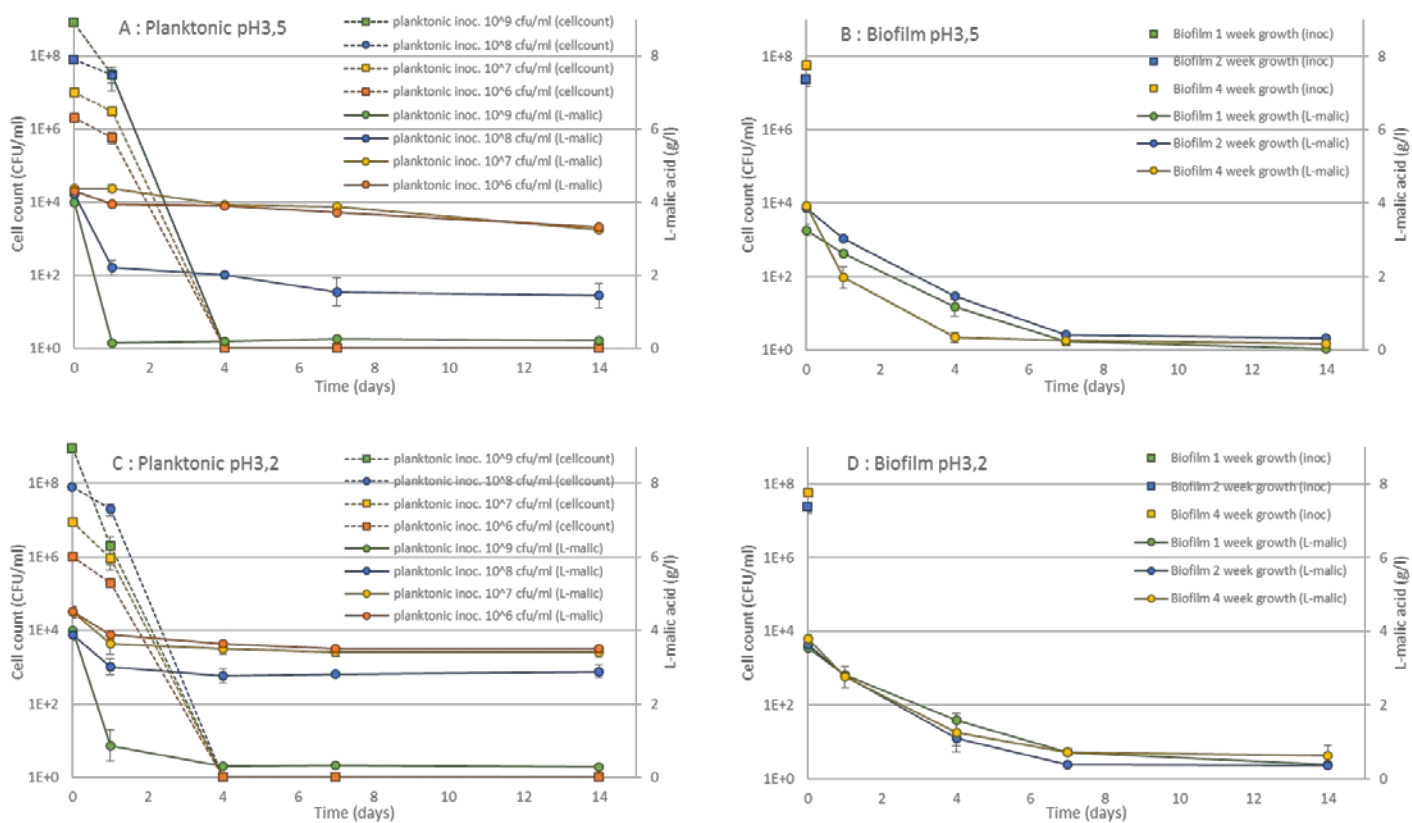 A : Planktonic pH3,5
planktonic inoc. 10^9 cfu/ml (cellcount)
planktonic inoc. 10^8 cfu/ml (cellcount)
planktonic inoc. 10^7 cfu/ml (cellcount)
planktonic inoc. 10^6 cfu/ml (cellcount)
planktonic inoc. 10^9 cfu/ml (L-malic)
planktonic inoc. 10^8 cfu/ml (L-malic)
planktonic inoc. 10^7 cfu/ml (L-malic)
planktonic inoc. 10^6 cfu/ml (L-malic)
Cell count (CFU/ml)
1E+8
1E+6
1E+4
1E+2
1E+0
8
6
4
2
0
L-malic acid (g/l)
0 2 4 6 8 10 12 14
Time (days)
B : Biofilm pH3,5
Biofilm 1 week growth (inoc)
Biofilm 2 week growth (inoc)
Biofilm 4 week growth (inoc)
Biofilm 1 week growth (L-malic)
Biofilm 2 week growth (L-malic)
Biofilm 4 week growth (L-malic)
Cell count (CFU/ml)
1E+8
1E+6
1E+4
1E+2
1E+0
8
6
4
2
0
L-malic acid (g/l)
0 2 4 6 8 10 12 14
Time (days)
C : Planktonic pH3,2
planktonic inoc. 10^9 cfu/ml (cellcount)
planktonic inoc. 10^8 cfu/ml (cellcount)
planktonic inoc. 10^7 cfu/ml (cellcount)
planktonic inoc. 10^6 cfu/ml (cellcount)
planktonic inoc. 10^9 cfu/ml (L-malic)
planktonic inoc. 10^8 cfu/ml (L-malic)
planktonic inoc. 10^7 cfu/ml (L-malic)
planktonic inoc. 10^6 cfu/ml (L-malic)
Cell count (CFU/ml)
1E+8
1E+6
1E+4
1E+2
1E+0
8
6
4
2
0
L-malic acid (g/l)
0 2 4 6 8 10 12 14
Time (days)
D : Biofilm pH3,2
Biofilm 1 week growth (inoc)
Biofilm 2 week growth (inoc)
Biofilm 4 week growth (inoc)
Biofilm 1 week growth (L-malic)
Biofilm 2 week growth (L-malic)
Biofilm 4 week growth (L-malic)
Cell count (CFU/ml)
1E+8
1E+6
1E+4
1E+2
1E+0
8
6
4
2
0
L-malic acid (g/l)
0 2 4 6 8 10 12 14
Time (days)